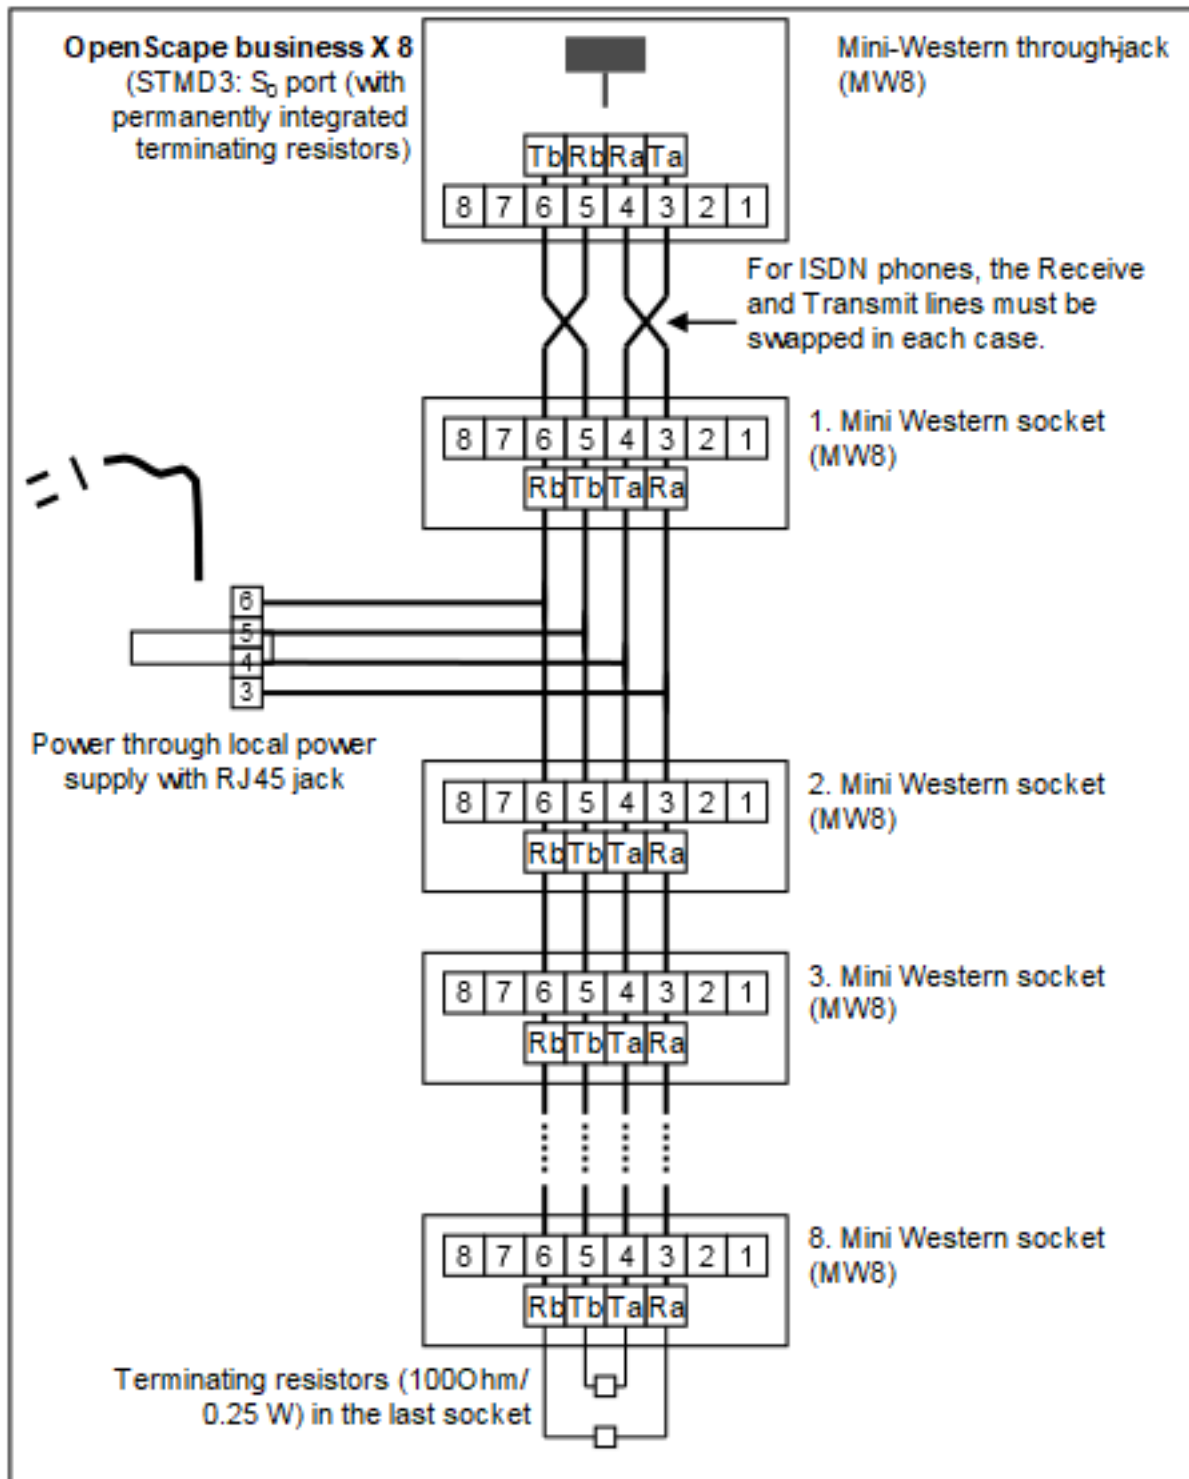 OpenScape business X 8
(STMD3: S0 port (with
permanently integrated
terminating resistors)
Mini-Western through-jack
(MW8)
Tb Rb Ra Ta
8 7 6 5 4 3 2 1
For ISDN phones, the Receive
and Transmit lines must be
swapped in each case.
8 7 6 5 4 3 2 1
Rb Tb Ta Ra
1. Mini Western socket
(MW8)
6
5
4
3
Power through local power
supply with RJ45 jack
8 7 6 5 4 3 2 1
Rb Tb Ta Ra
2. Mini Western socket
(MW8)
8 7 6 5 4 3 2 1
Rb Tb Ta Ra
3. Mini Western socket
(MW8)
8 7 6 5 4 3 2 1
Rb Tb Ta Ra
8. Mini Western socket
(MW8)
Terminating resistors (100Ohm/
0.25 W) in the last socket